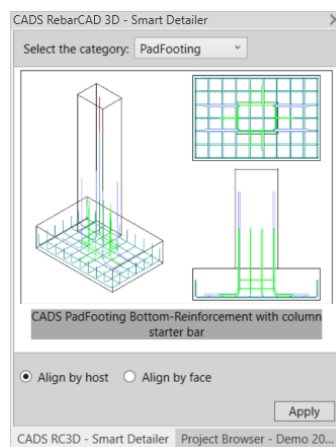 CADS RebarCAD 3D - Smart Detailer
Select the category: PadFooting
CADS PadFooting Bottom-Reinforcement with column
starter bar
Align by host Align by face
Apply
CADS RC3D - Smart Detailer Project Browser - Demo 20...